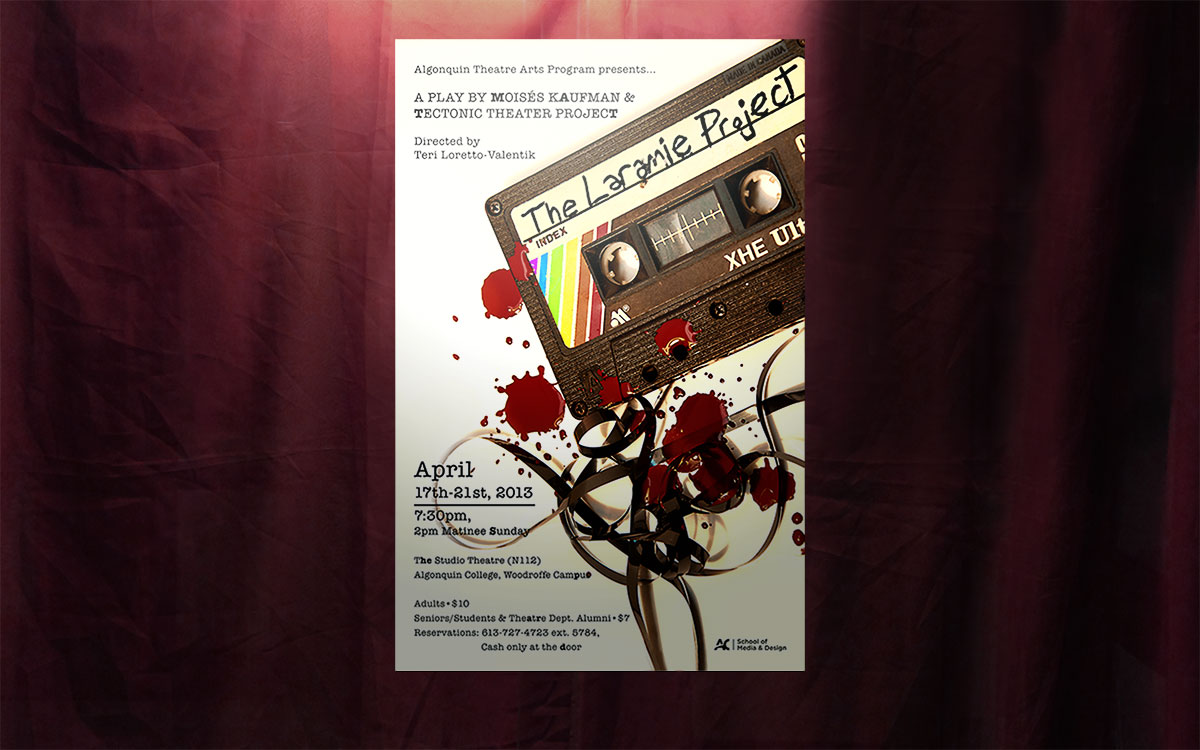 Algonquin Theatre Arts Program presents...
A PLAY BY MOISÉS KAUFMAN &
TECTONIC THEATER PROJECT
Directed by
Teri Loretto-Valentik
MADE IN CANADA
The Laramie Project
INDEX
XHE Ult
April
17th-21st, 2013
7:30pm,
2pm Matinee Sunday
The Studio Theatre (N112)
Algonquin College, Woodroffe Campus
Adults • $10
Seniors/Students & Theatre Dept. Alumni • $7
Reservations: 613-727-4723 ext. 5784,
Cash only at the door
AC School of
Media & Design